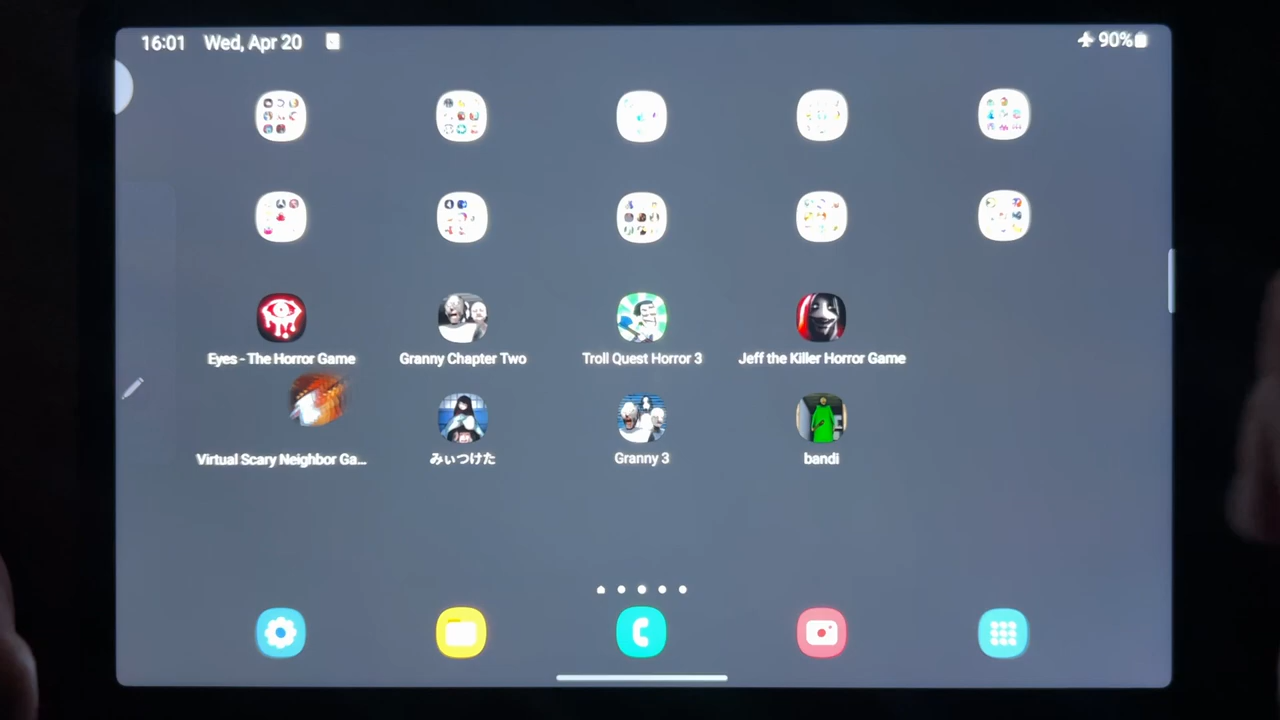 16:01 Wed, Apr 20
90%
Eyes - The Horror Game
Granny Chapter Two
Troll Quest Horror 3
Jeff the Killer Horror Game
Virtual Scary Neighbor Ga...
みぃつけた
Granny 3
bandi